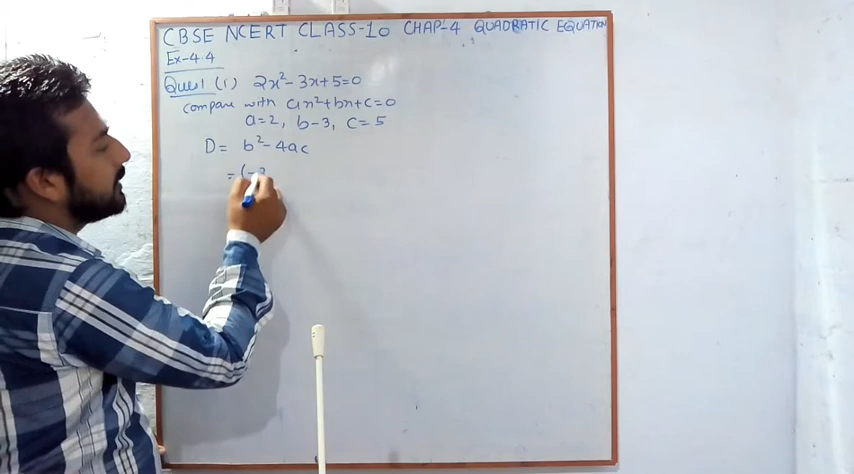 CBSE NCERT CLASS-10 CHAP-4 QUADRATIC EQUATION
Ex-4.4
Ques1 (i) 2x²-3x+5=0
compare with ax²+bx+c=0
a=2, b-3, c=5
D= b²-4ac
= (-3